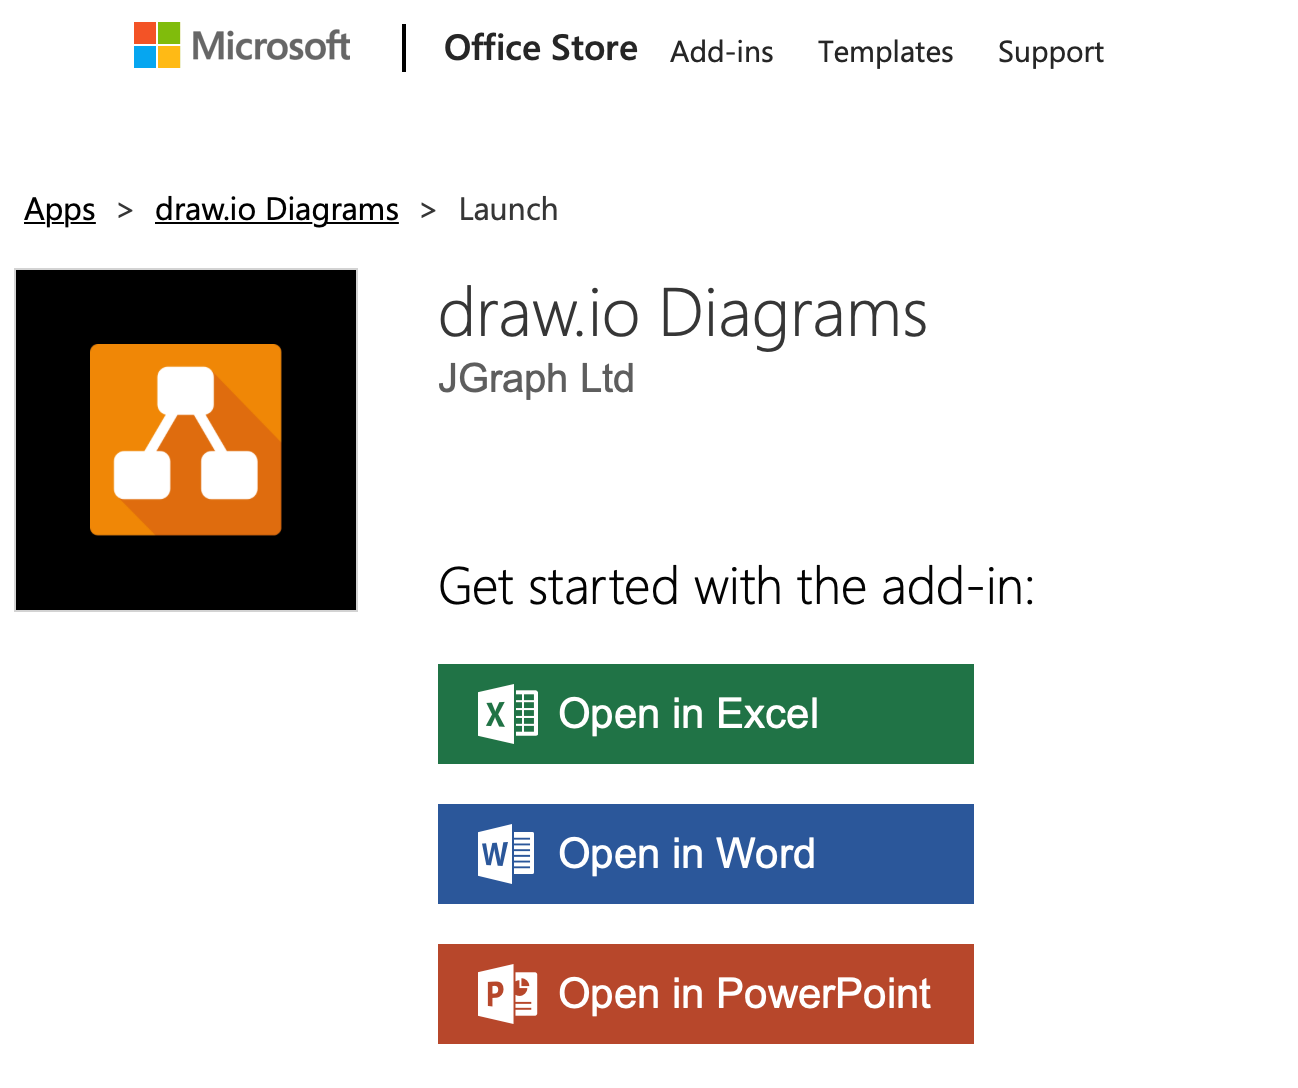 Microsoft Office Store Add-ins Templates Support
Apps > draw.io Diagrams > Launch
draw.io Diagrams
JGraph Ltd
Get started with the add-in:
X Open in Excel
W Open in Word
P Open in PowerPoint